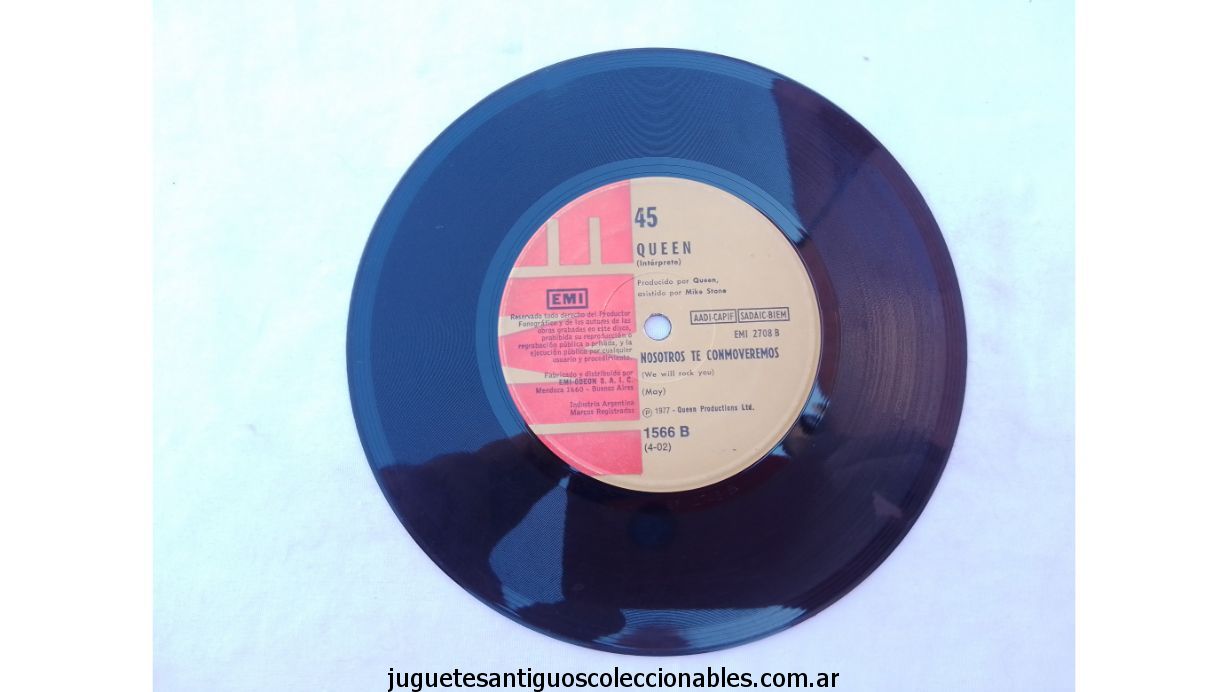 45
QUEEN
(Intérprete)
Producido por Queen,
asistido por Mike Stone
EMI
AADI-CAPIF SADAIC-BIEM
EMI 2708 B
Reservado todo derecho del Productor
Fonográfico y de los autores de las
obras grabadas en este disco,
prohibida su reproducción o
regrabación pública o privada, y la
ejecución pública por cualquier
usuario y procedimiento.
NOSOTROS TE CONMOVEREMOS
(We will rock you)
(May)
Fabricado y distribuido por
EMI-ODEON S. A. I. C.
Mendoza 1660 - Buenos Aires
Industria Argentina
Marcas Registradas
Ⓟ 1977 - Queen Productions Ltd.
1566 B
(4-02)
juguetesantiguoscoleccionables.com.ar